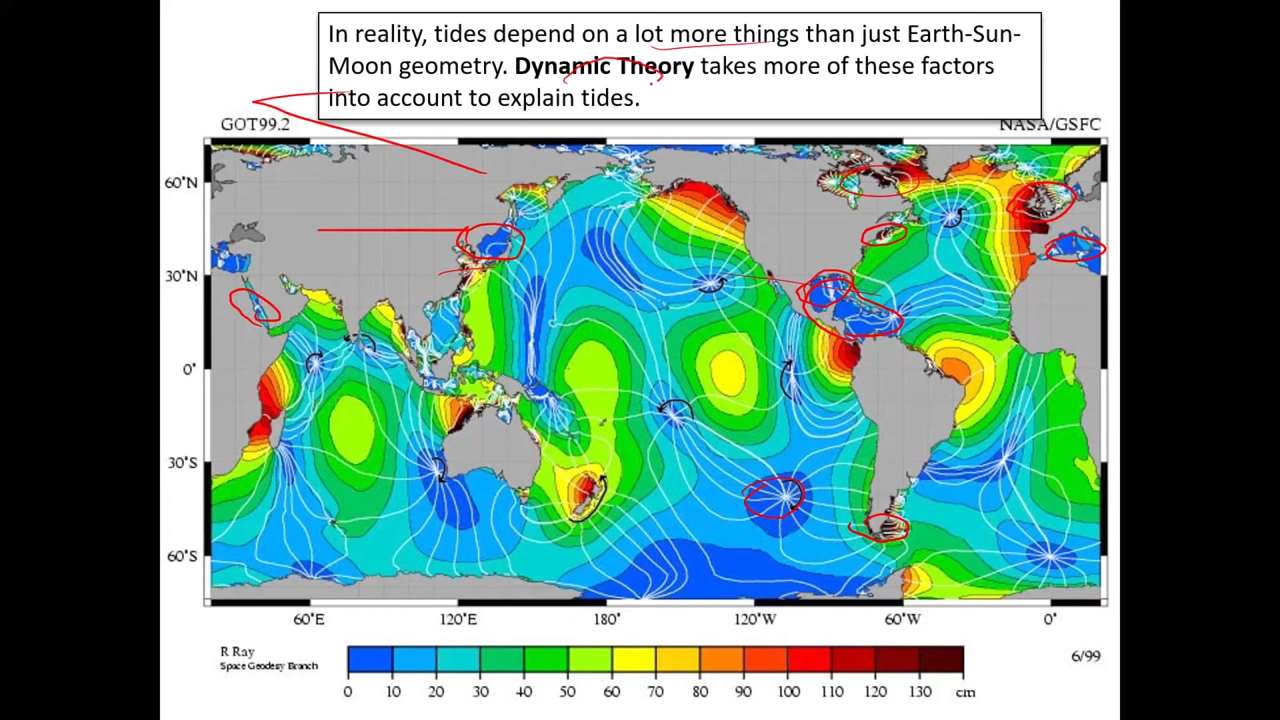 In reality, tides depend on a lot more things than just Earth-Sun-
Moon geometry. Dynamic Theory takes more of these factors
into account to explain tides.
GOT99.2
NASA/GSFC
60°N
30°N
0°
30°S
60°S
60°E
120°E
180°
120°W
60°W
0°
R Ray
Space Geodesy Branch
6/99
0 10 20 30 40 50 60 70 80 90 100 110 120 130 cm